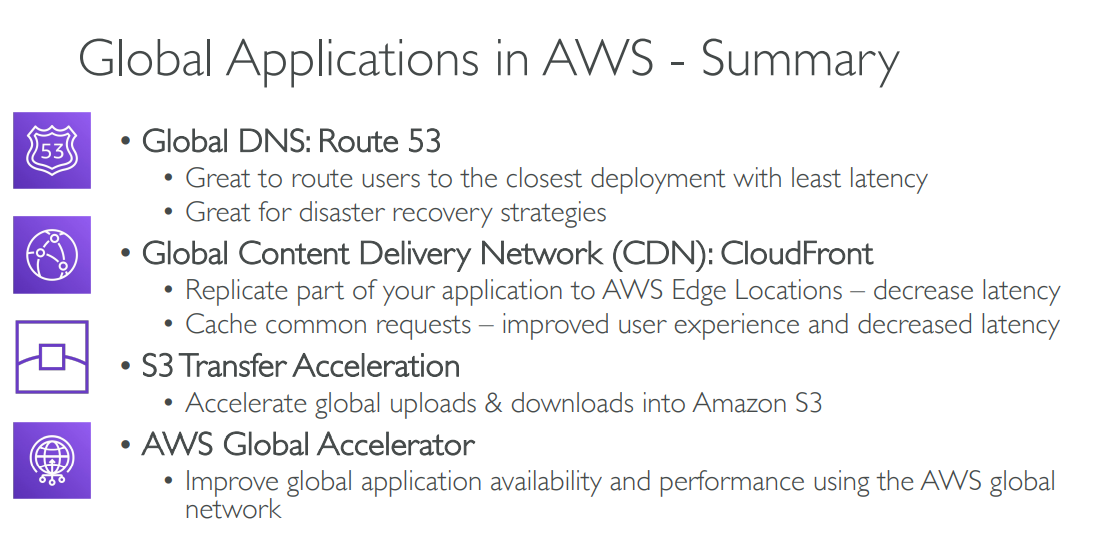 Global Applications in AWS - Summary
53
• Global DNS: Route 53
• Great to route users to the closest deployment with least latency
• Great for disaster recovery strategies
• Global Content Delivery Network (CDN): CloudFront
• Replicate part of your application to AWS Edge Locations – decrease latency
• Cache common requests – improved user experience and decreased latency
• S3 Transfer Acceleration
• Accelerate global uploads & downloads into Amazon S3
• AWS Global Accelerator
• Improve global application availability and performance using the AWS global
network